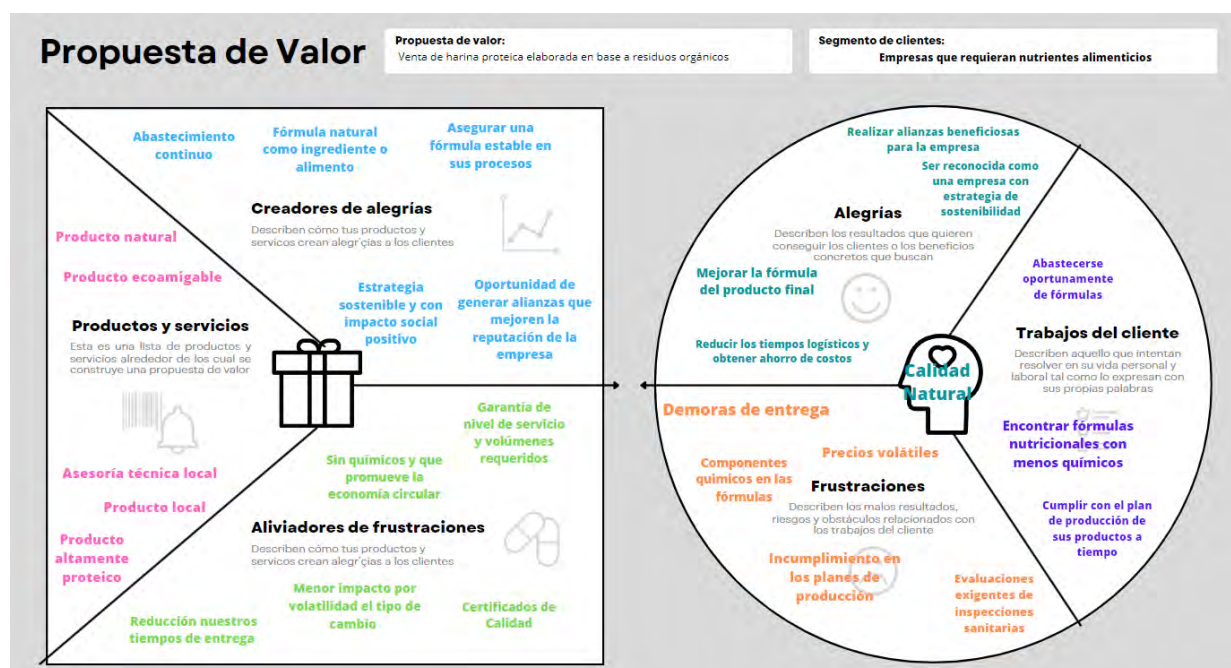 Propuesta de Valor
Propuesta de valor:
Venta de harina proteica elaborada en base a residuos orgánicos
Segmento de clientes:
Empresas que requieran nutrientes alimenticios
Abastecimiento
continuo
Fórmula natural
como ingrediente o
alimento
Asegurar una
fórmula estable en
sus procesos
Creadores de alegrías
Describen cómo tus productos y
servicos crean alegr´çias a los clientes
Estrategia
sostenible y con
impacto social
positivo
Oportunidad de
generar alianzas que
mejoren la
reputación de la
empresa
Producto natural
Producto ecoamigable
Productos y servicios
Esta es una lista de productos y
servicios alrededor de los cual se
construye una propuesta de valor
Asesoría técnica local
Producto local
Producto
altamente
proteico
Garantía de
nivel de servicio
y volúmenes
requeridos
Sin químicos y que
promueve la
economía circular
Aliviadores de frustraciones
Describen cómo tus productos y
servicos crean alegr´çias a los clientes
Menor impacto por
volatilidad el tipo de
cambio
Certificados de
Calidad
Reducción nuestros
tiempos de entrega
Realizar alianzas beneficiosas
para la empresa
Ser reconocida como
una empresa con
estrategia de
sostenibilidad
Alegrías
Describen los resultados que quieren
conseguir los clientes o los beneficios
concretos que buscan
Mejorar la fórmula
del producto final
Reducir los tiempos logísticos y
obtener ahorro de costos
Calidad
Natural
Abastecerse
oportunamente
de fórmulas
Trabajos del cliente
Describen aquello que intentan
resolver en su vida personal y
laboral tal como lo expresan con
sus propias palabras
Encontrar fórmulas
nutricionales con
menos químicos
Cumplir con el plan
de producción de
sus productos a
tiempo
Demoras de entrega
Precios volátiles
Componentes
quimicos en las
fórmulas
Frustraciones
Describen los malos resultados,
riesgos y obstáculos relacionados con
los trabajos del cliente
Incumplimiento en
los planes de
producción
Evaluaciones
exigentes de
inspecciones
sanitarias